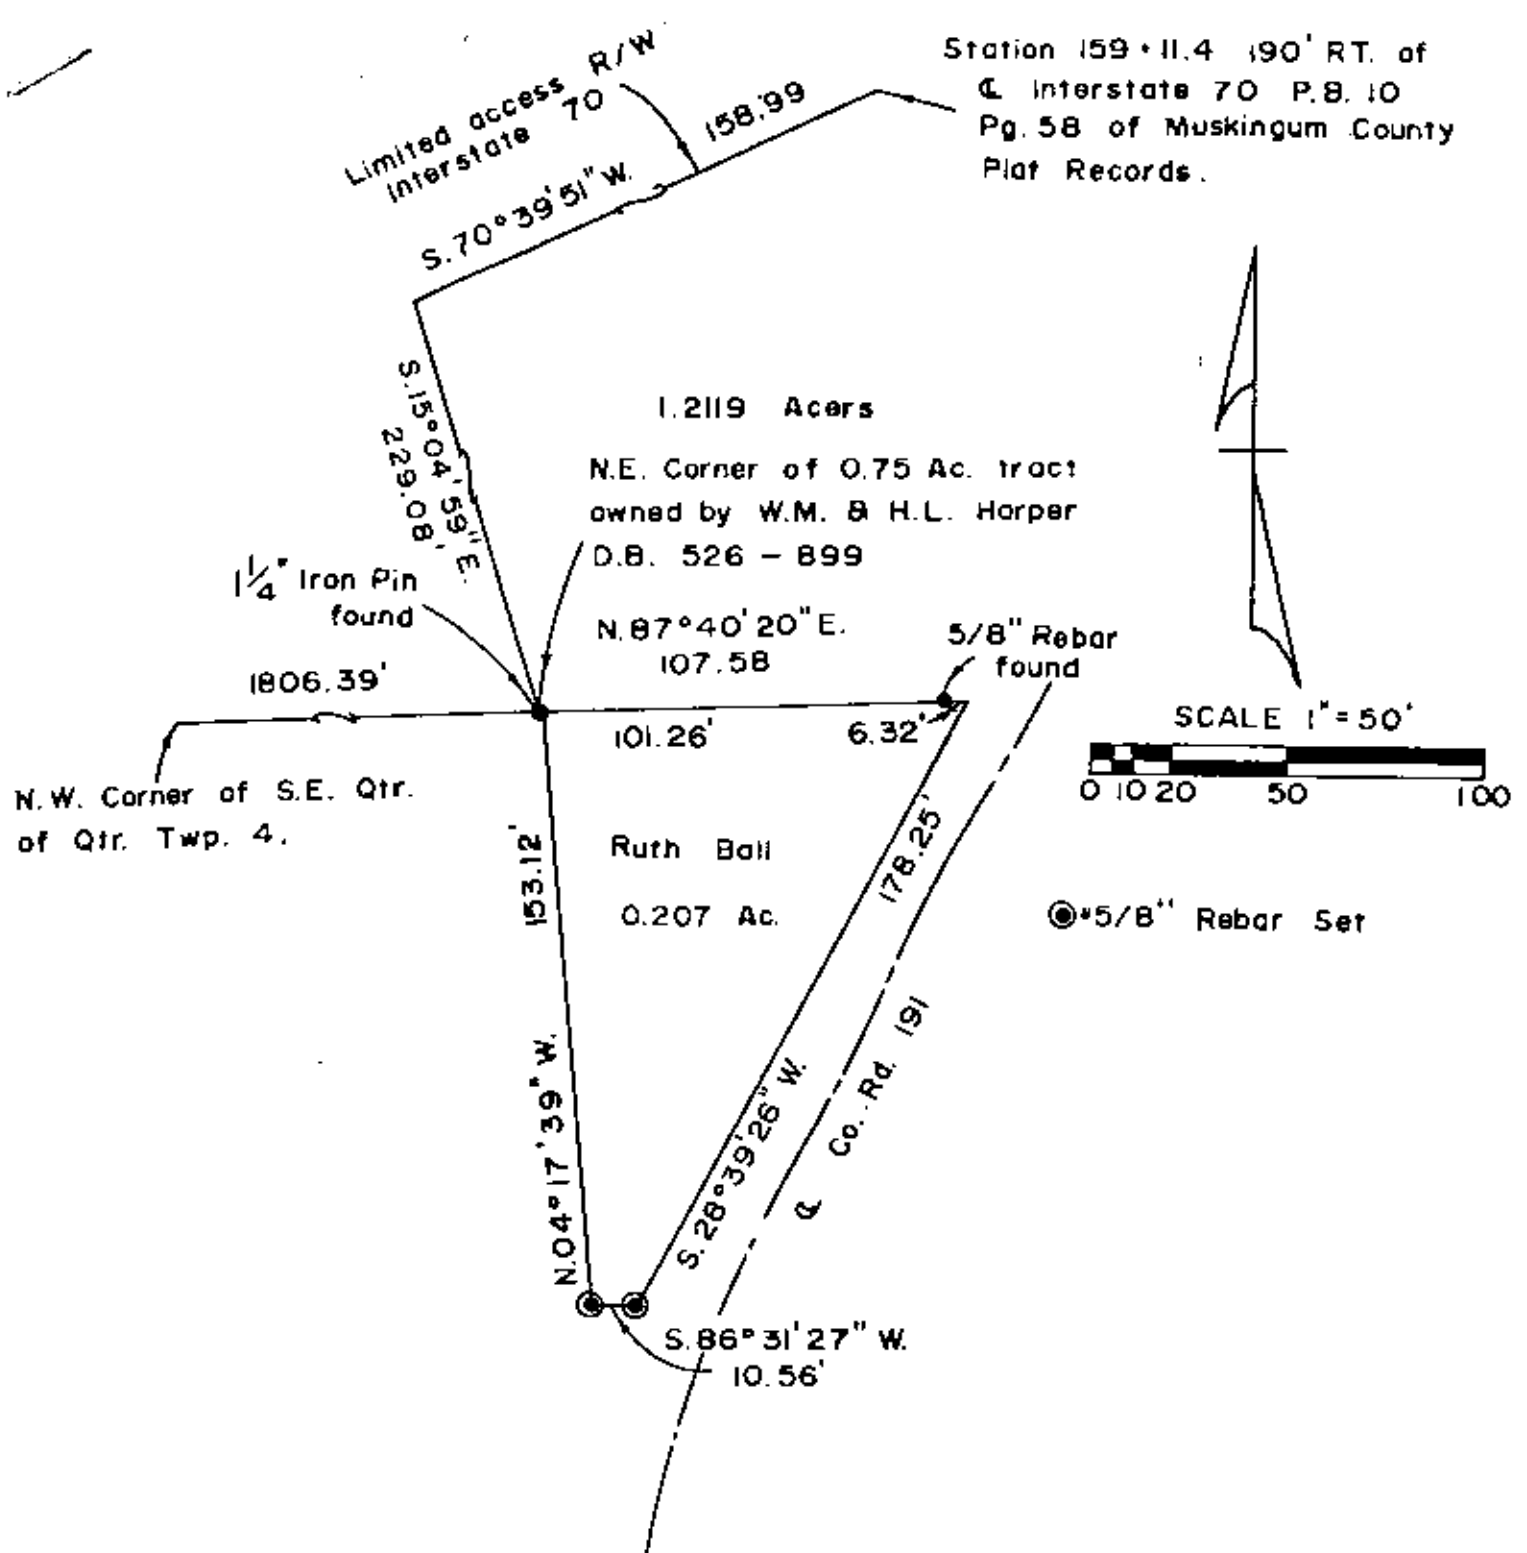 Limited access R/W
Interstate 70
158.99
S. 70° 39' 51" W.
Station 159 + 11.4 190' RT. of
℄ Interstate 70 P.B. 10
Pg. 58 of Muskingum County
Plat Records.
S. 15° 04' 59" E.
229.08'
1.2119 Acers
N.E. Corner of 0.75 Ac. tract
owned by W.M. & H.L. Harper
D.B. 526 – 899
1 1/4" Iron Pin
found
N. 87° 40' 20" E.
107.58
5/8" Rebar
found
1806.39'
101.26'
6.32'
SCALE 1" = 50'
0 10 20 50 100
N.W. Corner of S.E. Qtr.
of Qtr. Twp. 4.
153.12'
Ruth Ball
0.207 Ac.
178.25'
5/8" Rebar Set
N. 04° 17' 39" W.
S. 28° 39' 26" W.
℄ Co. Rd. 191
S. 86° 31' 27" W.
10.56'